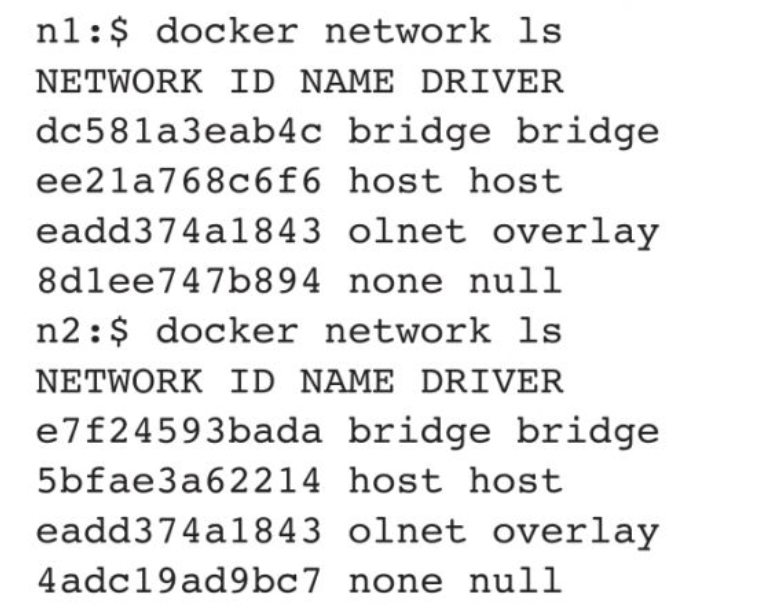 n1:$ docker network ls
NETWORK ID NAME DRIVER
dc581a3eab4c bridge bridge
ee21a768c6f6 host host
eadd374a1843 olnet overlay
8d1ee747b894 none null
n2:$ docker network ls
NETWORK ID NAME DRIVER
e7f24593bada bridge bridge
5bfae3a62214 host host
eadd374a1843 olnet overlay
4adc19ad9bc7 none null